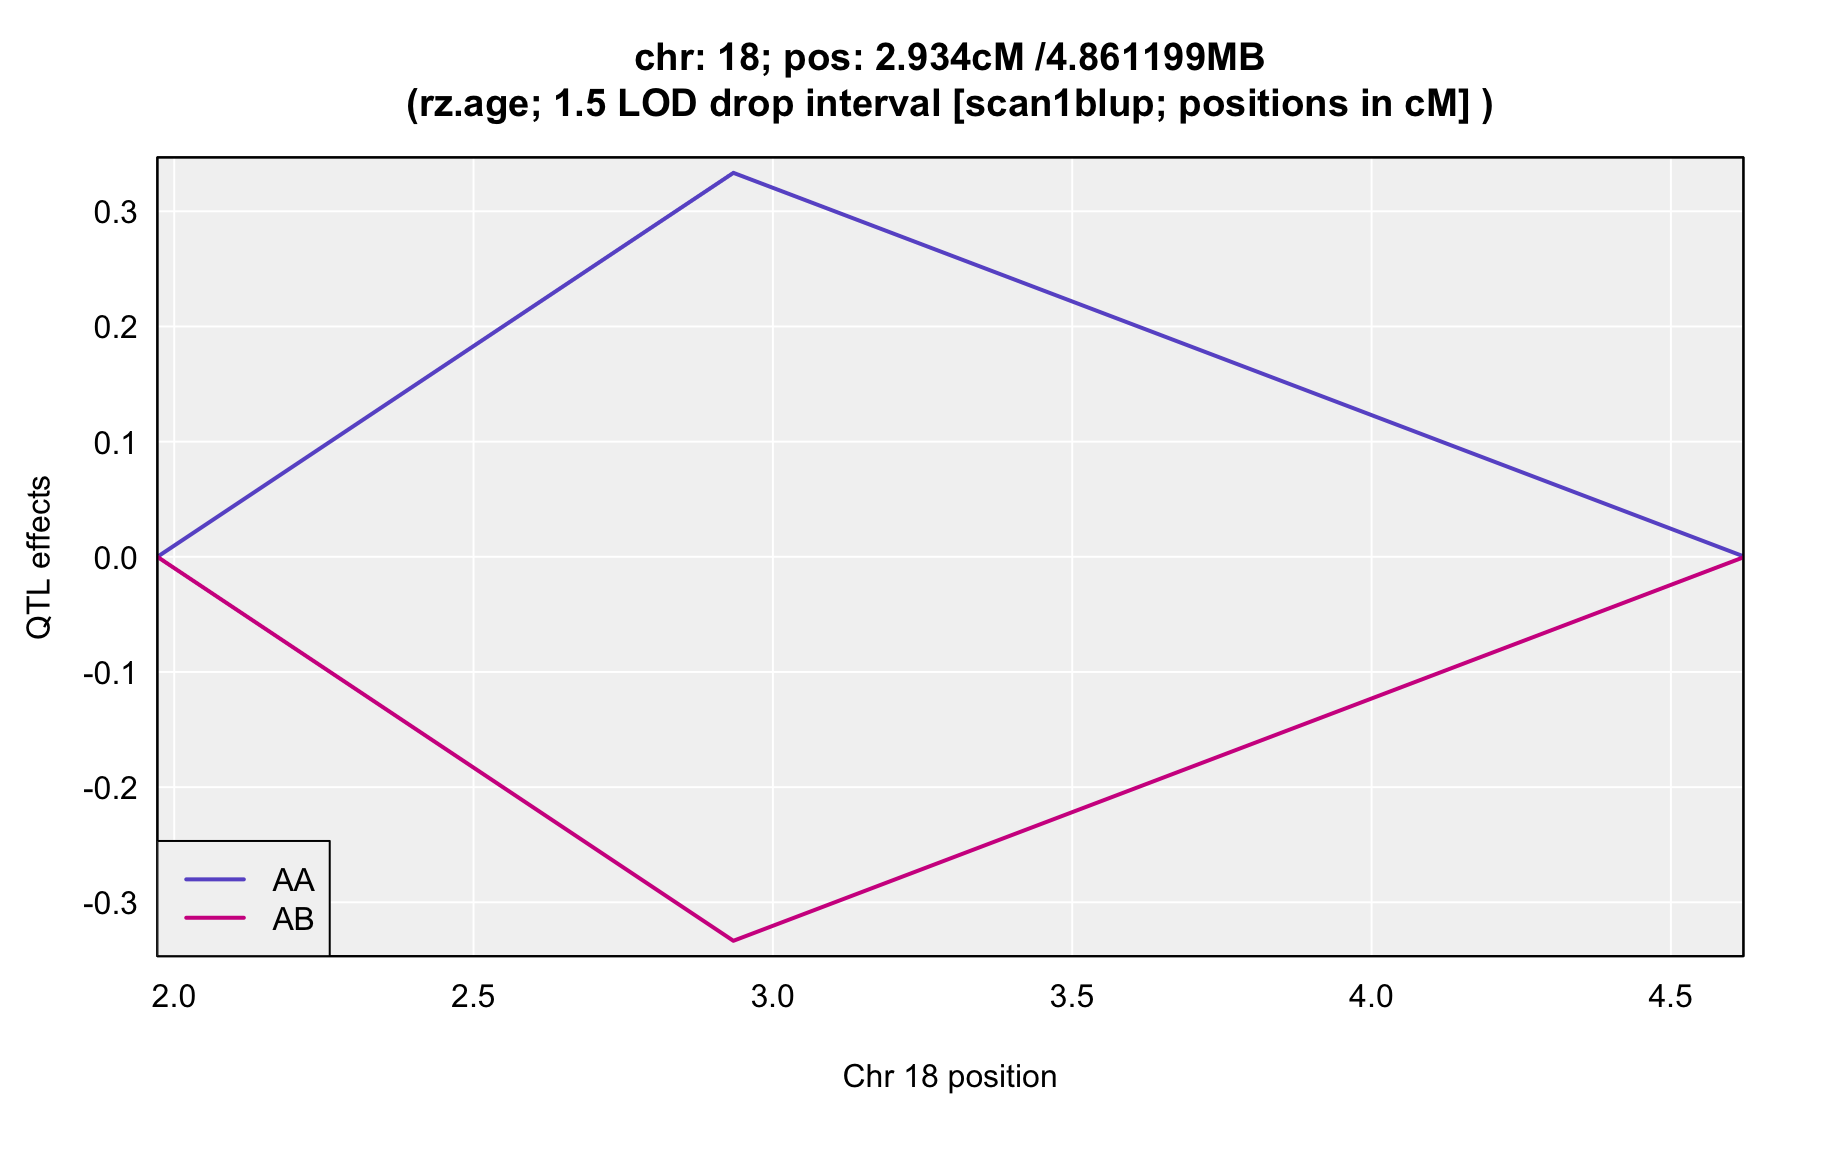 chr: 18; pos: 2.934cM /4.861199MB
(rz.age; 1.5 LOD drop interval [scan1blup; positions in cM] )
QTL effects
0.3
0.2
0.1
0.0
-0.1
-0.2
-0.3
AA
AB
2.0 2.5 3.0 3.5 4.0 4.5
Chr 18 position